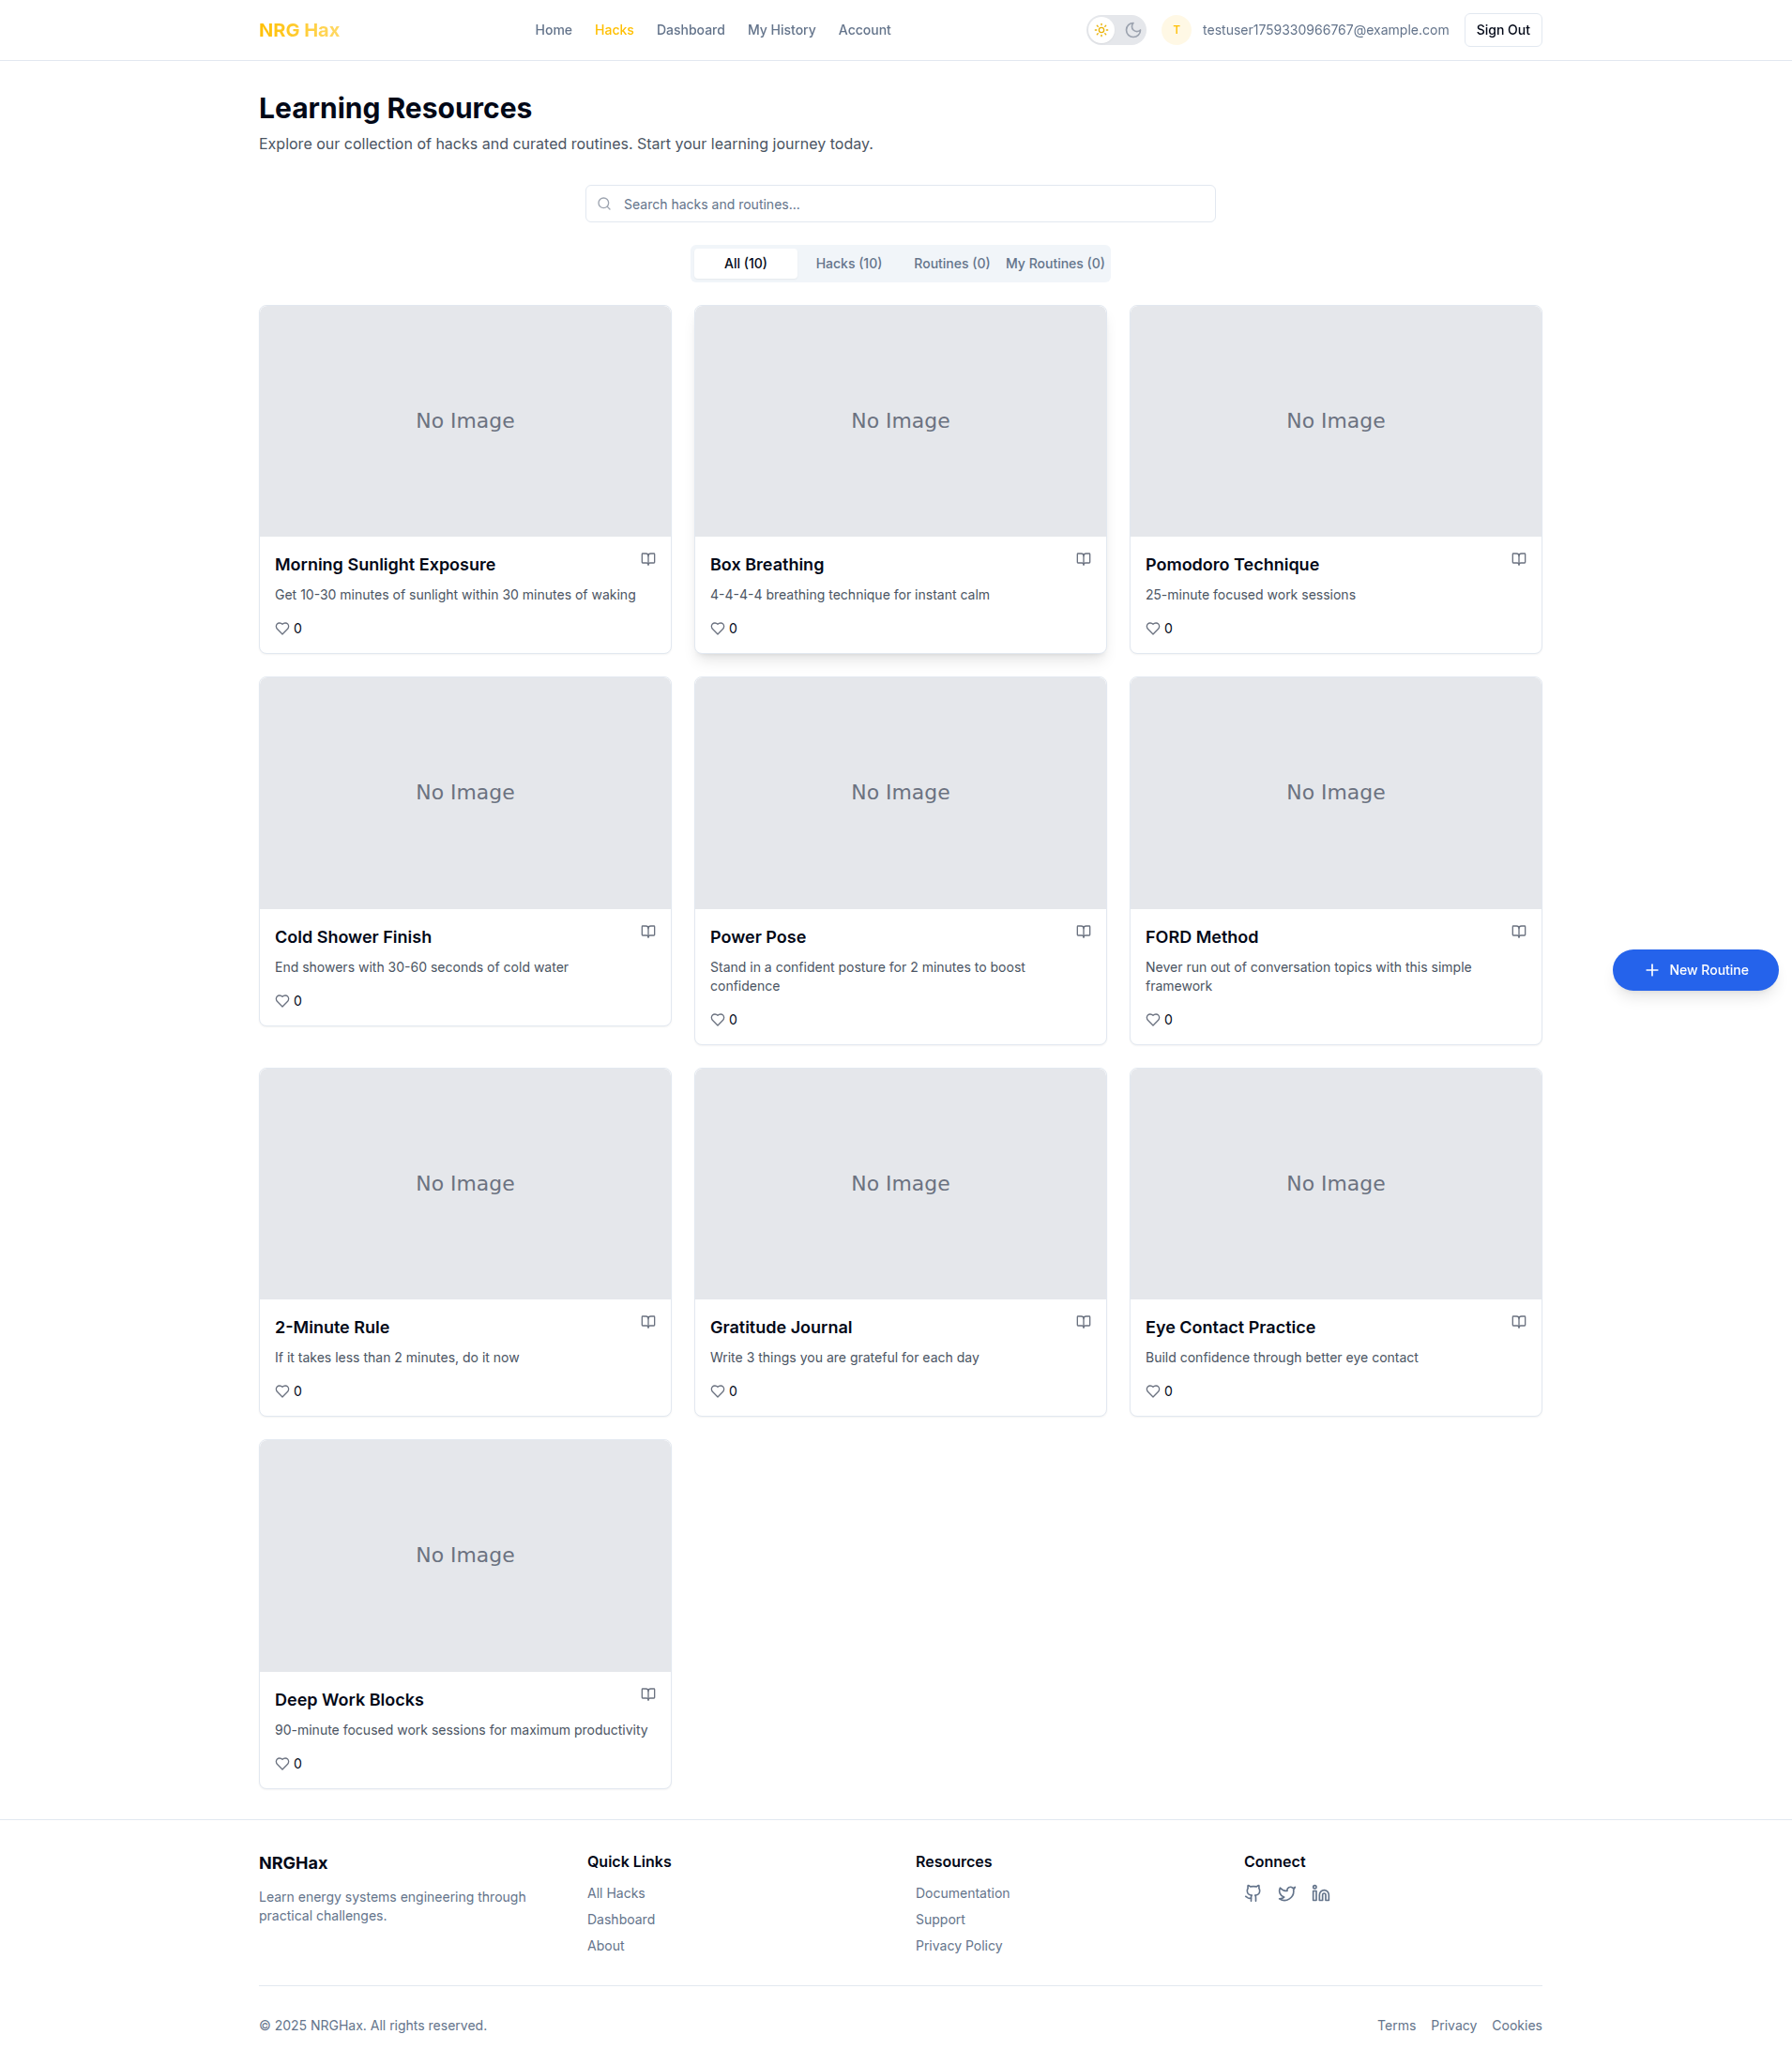 NRG Hax
Home
Hacks
Dashboard
My History
Account
T
testuser1759330966767@example.com
Sign Out
Learning Resources
Explore our collection of hacks and curated routines. Start your learning journey today.
Search hacks and routines...
All (10)
Hacks (10)
Routines (0)
My Routines (0)
No Image
No Image
No Image
Morning Sunlight Exposure
Get 10-30 minutes of sunlight within 30 minutes of waking
0
Box Breathing
4-4-4-4 breathing technique for instant calm
0
Pomodoro Technique
25-minute focused work sessions
0
No Image
No Image
No Image
Cold Shower Finish
End showers with 30-60 seconds of cold water
0
Power Pose
Stand in a confident posture for 2 minutes to boost
confidence
0
FORD Method
Never run out of conversation topics with this simple
framework
0
New Routine
No Image
No Image
No Image
2-Minute Rule
If it takes less than 2 minutes, do it now
0
Gratitude Journal
Write 3 things you are grateful for each day
0
Eye Contact Practice
Build confidence through better eye contact
0
No Image
Deep Work Blocks
90-minute focused work sessions for maximum productivity
0
NRGHax
Learn energy systems engineering through
practical challenges.
Quick Links
All Hacks
Dashboard
About
Resources
Documentation
Support
Privacy Policy
Connect
© 2025 NRGHax. All rights reserved.
Terms
Privacy
Cookies